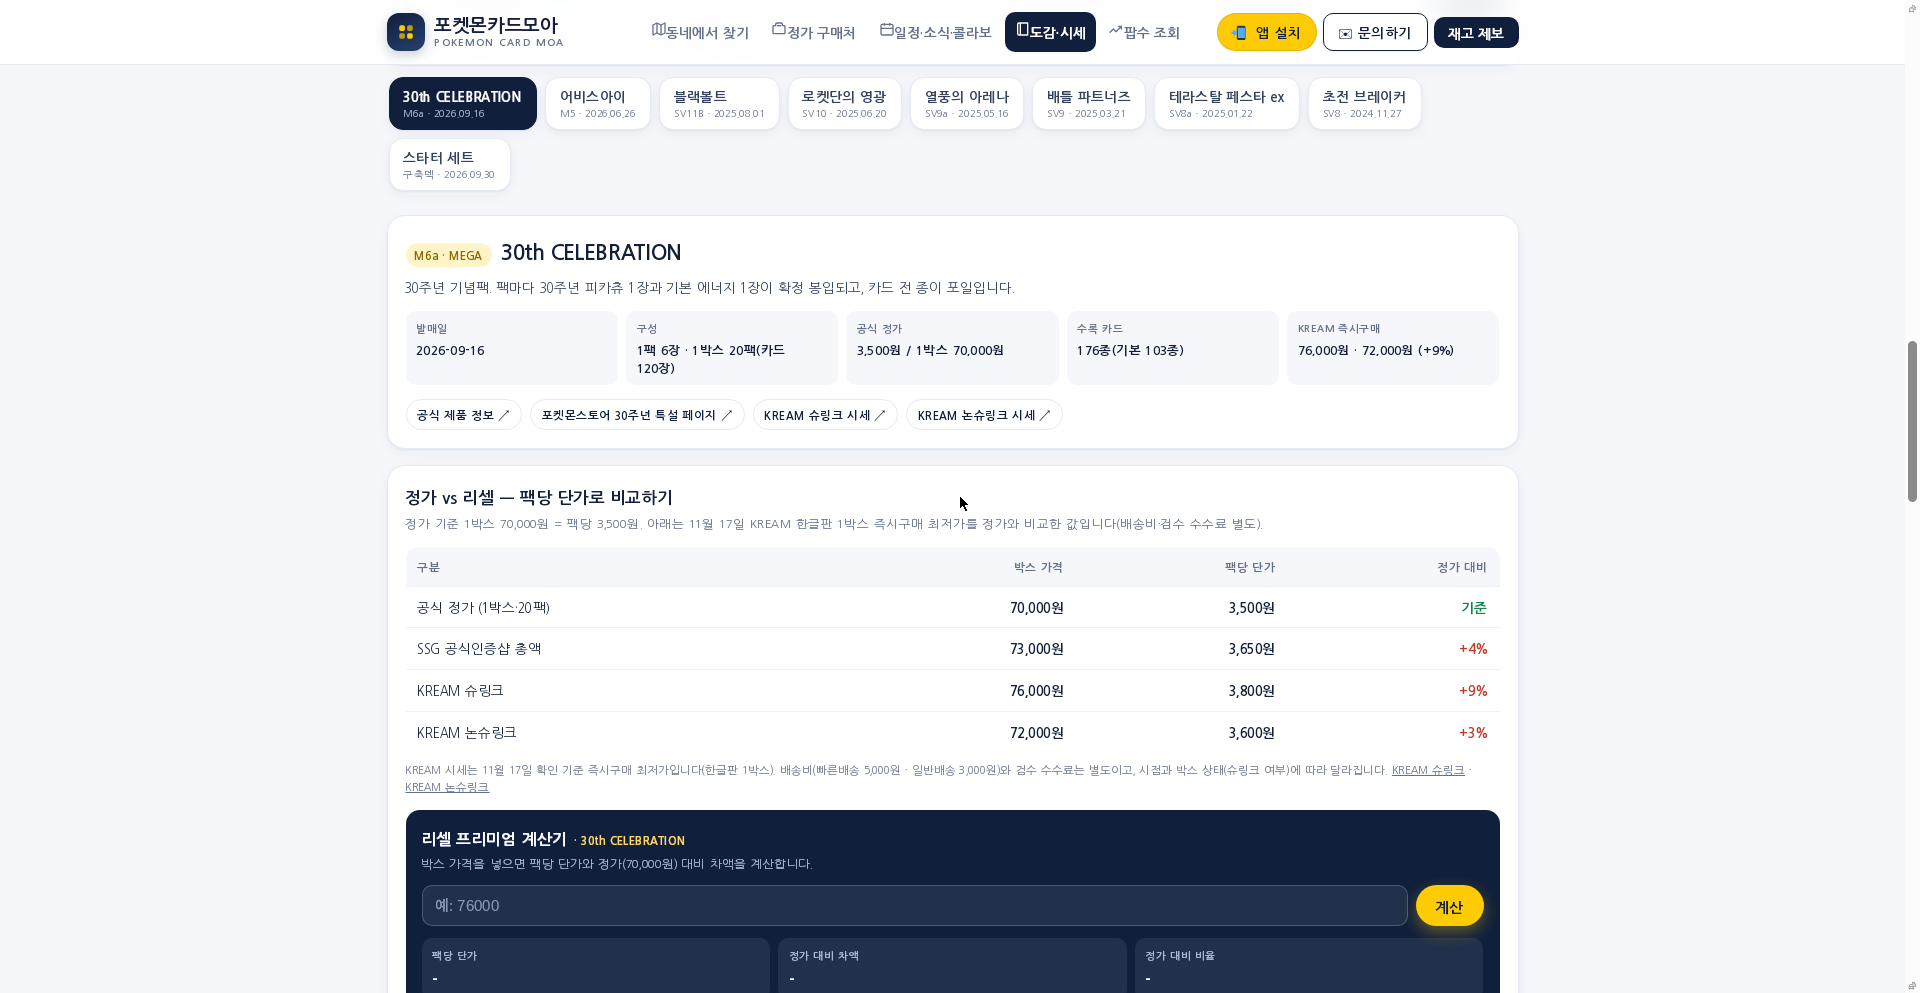 포켓몬카드모아
POKEMON CARD MOA
동네에서 찾기
정가 구매처
일정·소식·콜라보
도감·시세
팝수 조회
앱 설치
문의하기
재고 제보
30th CELEBRATION
M6a · 2026.09.16
어비스아이
M5 · 2026.06.26
블랙볼트
SV11B · 2025.08.01
로켓단의 영광
SV10 · 2025.06.20
열풍의 아레나
SV9a · 2025.05.16
배틀 파트너즈
SV9 · 2025.03.21
테라스탈 페스타 ex
SV8a · 2025.01.22
초전 브레이커
SV8 · 2024.11.27
스타터 세트
구축덱 · 2026.09.30
M6a · MEGA
30th CELEBRATION
30주년 기념팩. 팩마다 30주년 피카츄 1장과 기본 에너지 1장이 확정 봉입되고, 카드 전 종이 포일입니다.
발매일
2026-09-16
구성
1팩 6장 · 1박스 20팩(카드
120장)
공식 정가
3,500원 / 1박스 70,000원
수록 카드
176종(기본 103종)
KREAM 즉시구매
76,000원 · 72,000원 (+9%)
공식 제품 정보 ↗
포켓몬스토어 30주년 특설 페이지 ↗
KREAM 슈링크 시세 ↗
KREAM 논슈링크 시세 ↗
정가 vs 리셀 — 팩당 단가로 비교하기
정가 기준 1박스 70,000원 = 팩당 3,500원. 아래는 11월 17일 KREAM 한글판 1박스 즉시구매 최저가를 정가와 비교한 값입니다(배송비·검수 수수료 별도).
구분 박스 가격 팩당 단가 정가 대비
공식 정가 (1박스·20팩) 70,000원 3,500원 기준
SSG 공식인증샵 총액 73,000원 3,650원 +4%
KREAM 슈링크 76,000원 3,800원 +9%
KREAM 논슈링크 72,000원 3,600원 +3%
KREAM 시세는 11월 17일 확인 기준 즉시구매 최저가입니다(한글판 1박스). 배송비(빠른배송 5,000원 · 일반배송 3,000원)와 검수 수수료는 별도이고, 시점과 박스 상태(슈링크 여부)에 따라 달라집니다. KREAM 슈링크 ·
KREAM 논슈링크
리셀 프리미엄 계산기 · 30th CELEBRATION
박스 가격을 넣으면 팩당 단가와 정가(70,000원) 대비 차액을 계산합니다.
예: 76000
계산
팩당 단가
-
정가 대비 차액
-
정가 대비 비율
-